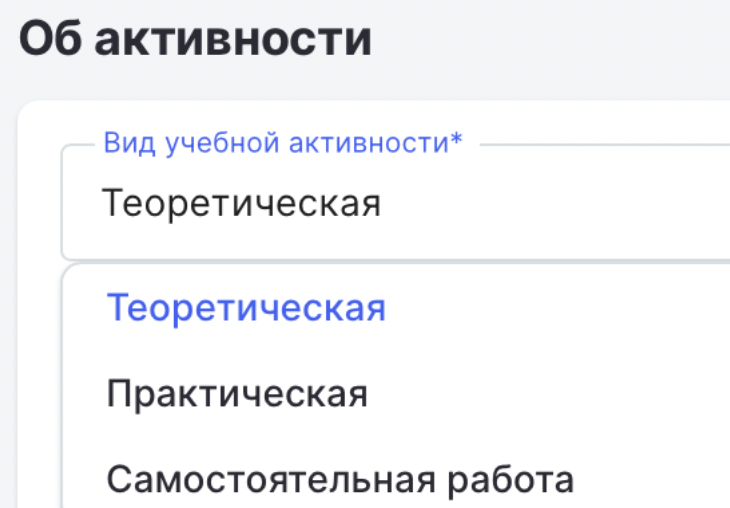 Об активности
Вид учебной активности*
Теоретическая
Теоретическая
Практическая
Самостоятельная работа